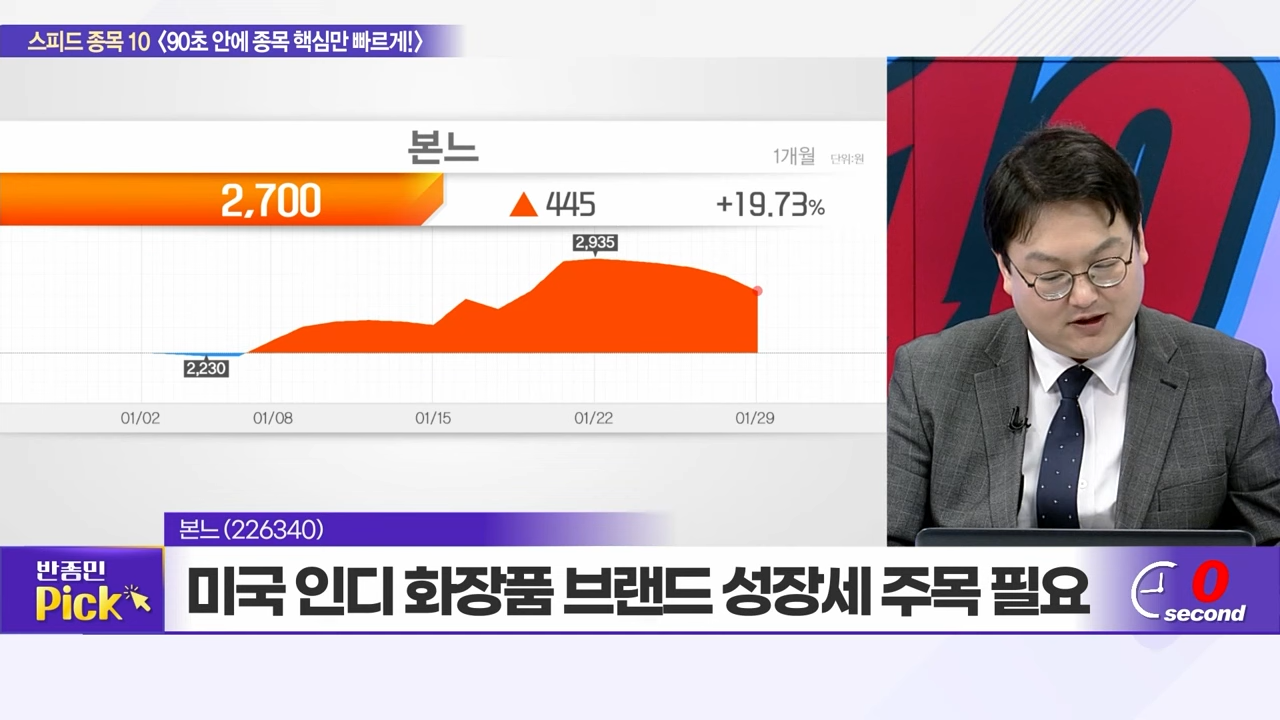 스피드 종목 10 <90초 안에 종목 핵심만 빠르게!>
본느
1개월 단위:원
2,700 ▲ 445 +19.73%
2,935
2,230
01/02 01/08 01/15 01/22 01/29
10
본느 (226340)
반종민
Pick
미국 인디 화장품 브랜드 성장세 주목 필요
0
second